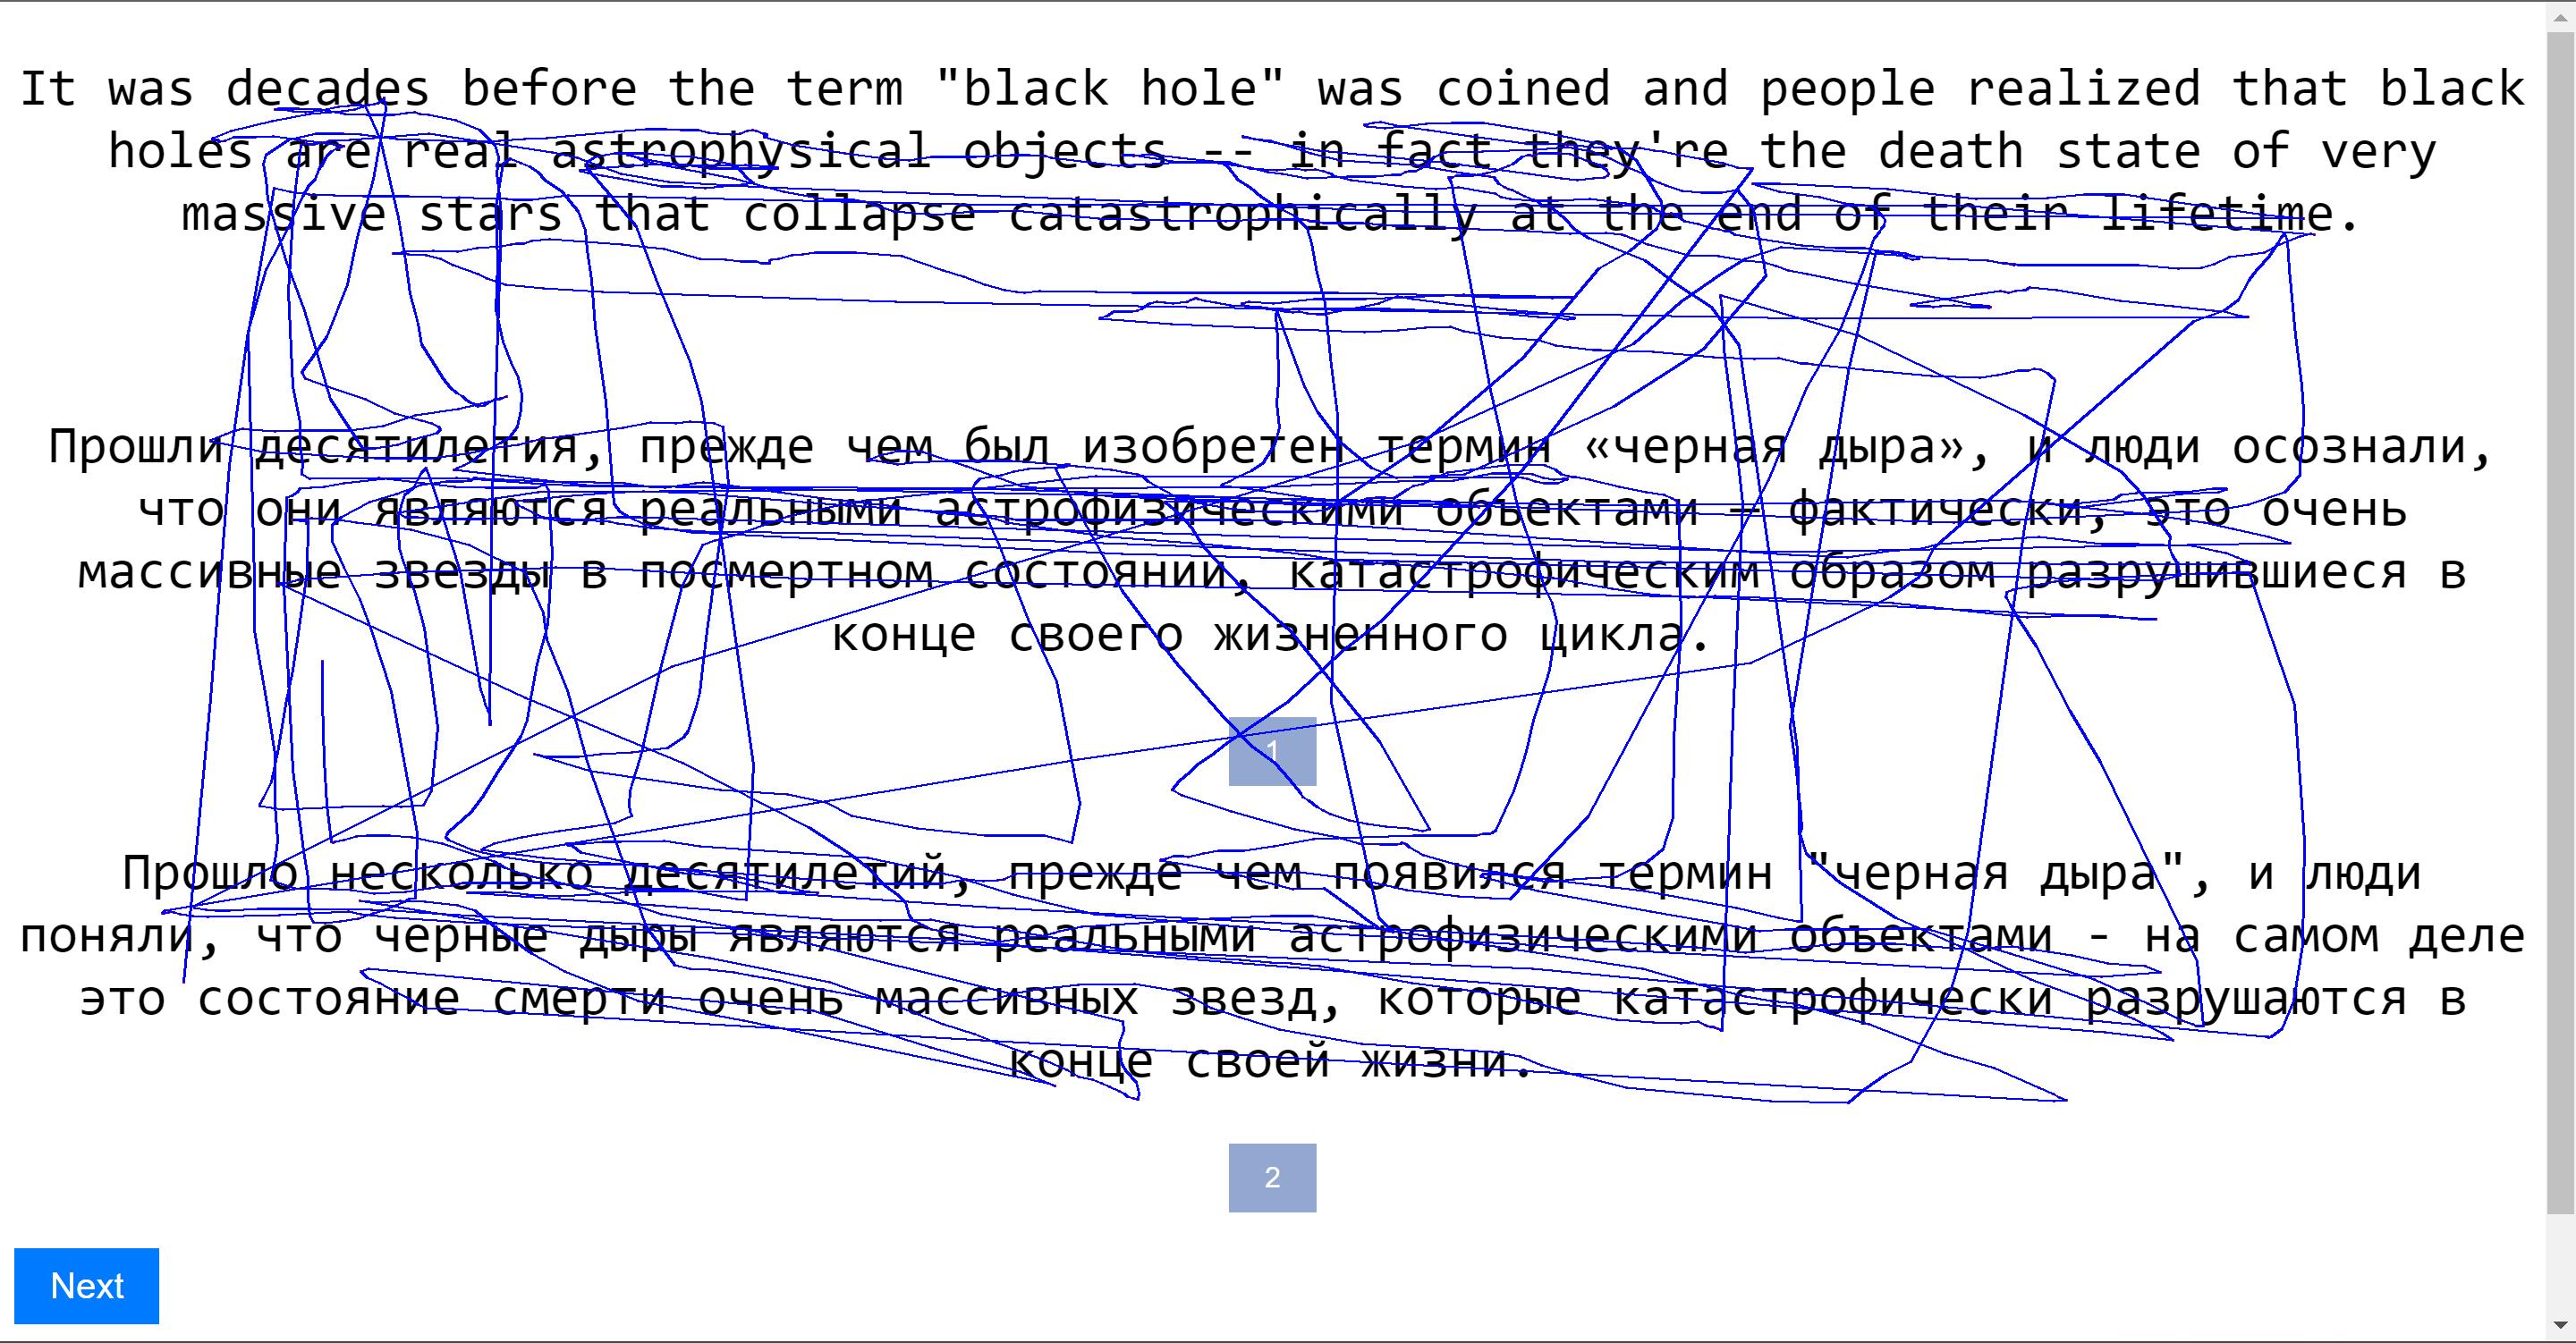 It was decades before the term "black hole" was coined and people realized that black
holes are real astrophysical objects -- in fact they're the death state of very
massive stars that collapse catastrophically at the end of their lifetime.
Прошли десятилетия, прежде чем был изобретен термин «черная дыра», и люди осознали,
что они являются реальными астрофизическими объектами — фактически, это очень
массивные звезды в посмертном состоянии, катастрофическим образом разрушившиеся в
конце своего жизненного цикла.
1
Прошло несколько десятилетий, прежде чем появился термин "черная дыра", и люди
поняли, что черные дыры являются реальными астрофизическими объектами - на самом деле
это состояние смерти очень массивных звезд, которые катастрофически разрушаются в
конце своей жизни.
2
Next